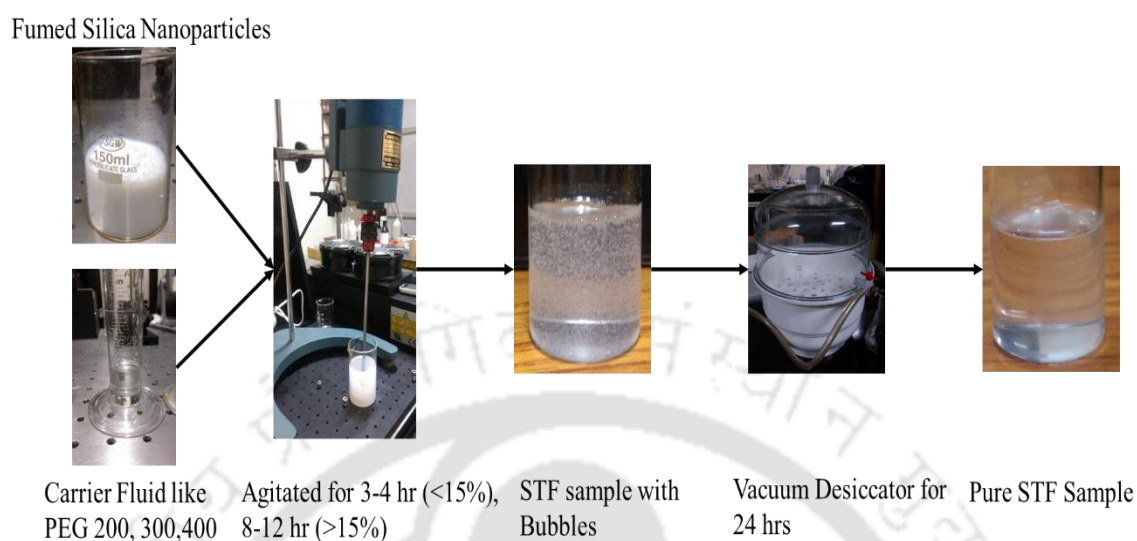 Fumed Silica Nanoparticles
SGW
150ml
Carrier Fluid like
PEG 200, 300,400
Agitated for 3-4 hr (<15%),
8-12 hr (>15%)
STF sample with
Bubbles
Vacuum Desiccator for
24 hrs
Pure STF Sample